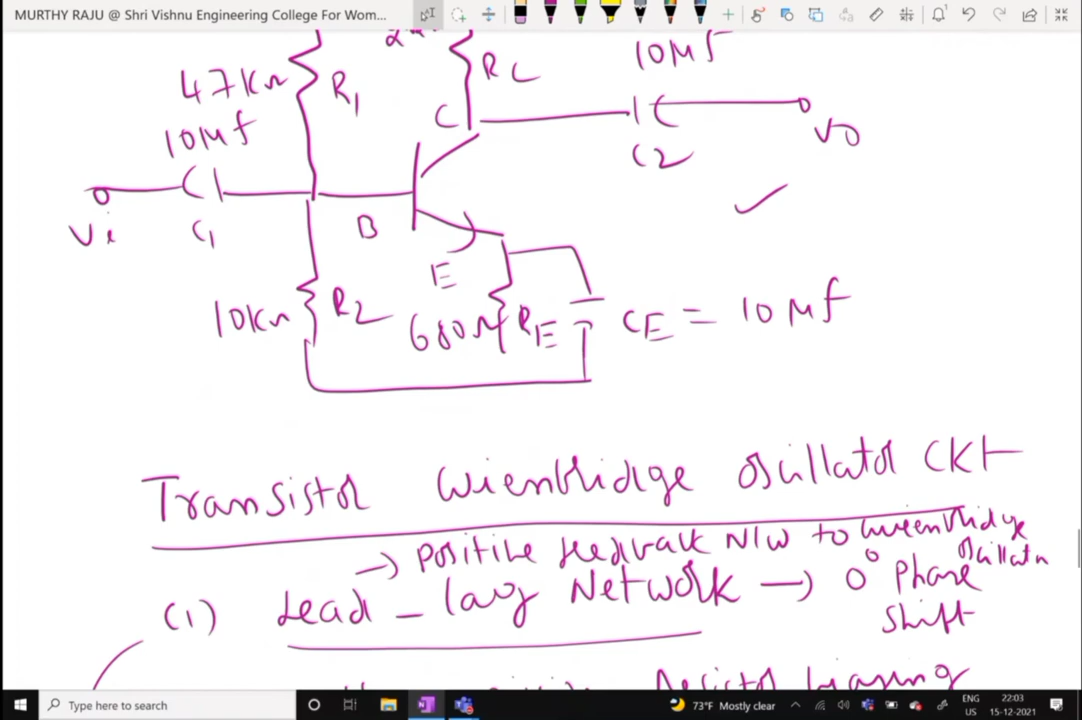 MURTHY RAJU @ Shri Vishnu Engineering College For Wom...
RC
10μf
47KΩ
R1
C
10μf
C2
Vo
Vi
C1
B
E
10KΩ
R2
680Ω
RE
CE = 10μf
Transistor Wienbridge oscillator CKT
→ positive feedback N/W to wienbridge oscillator
(1) Lead - lag Network → 0° Phase shift
biasing
Type here to search
73°F Mostly clear
ENG
US
22:03
15-12-2021